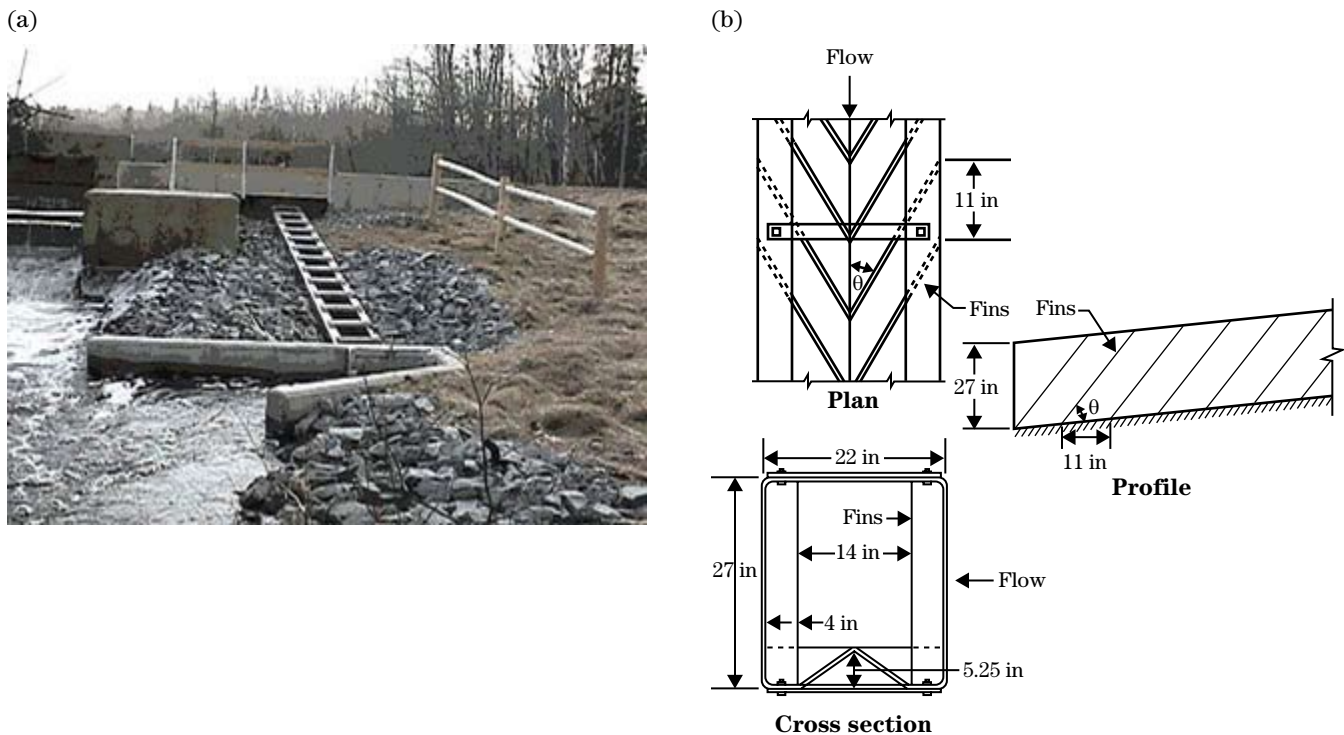 (a)
(b)
Flow
11 in
θ
Fins
Plan
Fins
27 in
θ
11 in
Profile
22 in
Fins
14 in
27 in
Flow
4 in
5.25 in
Cross section